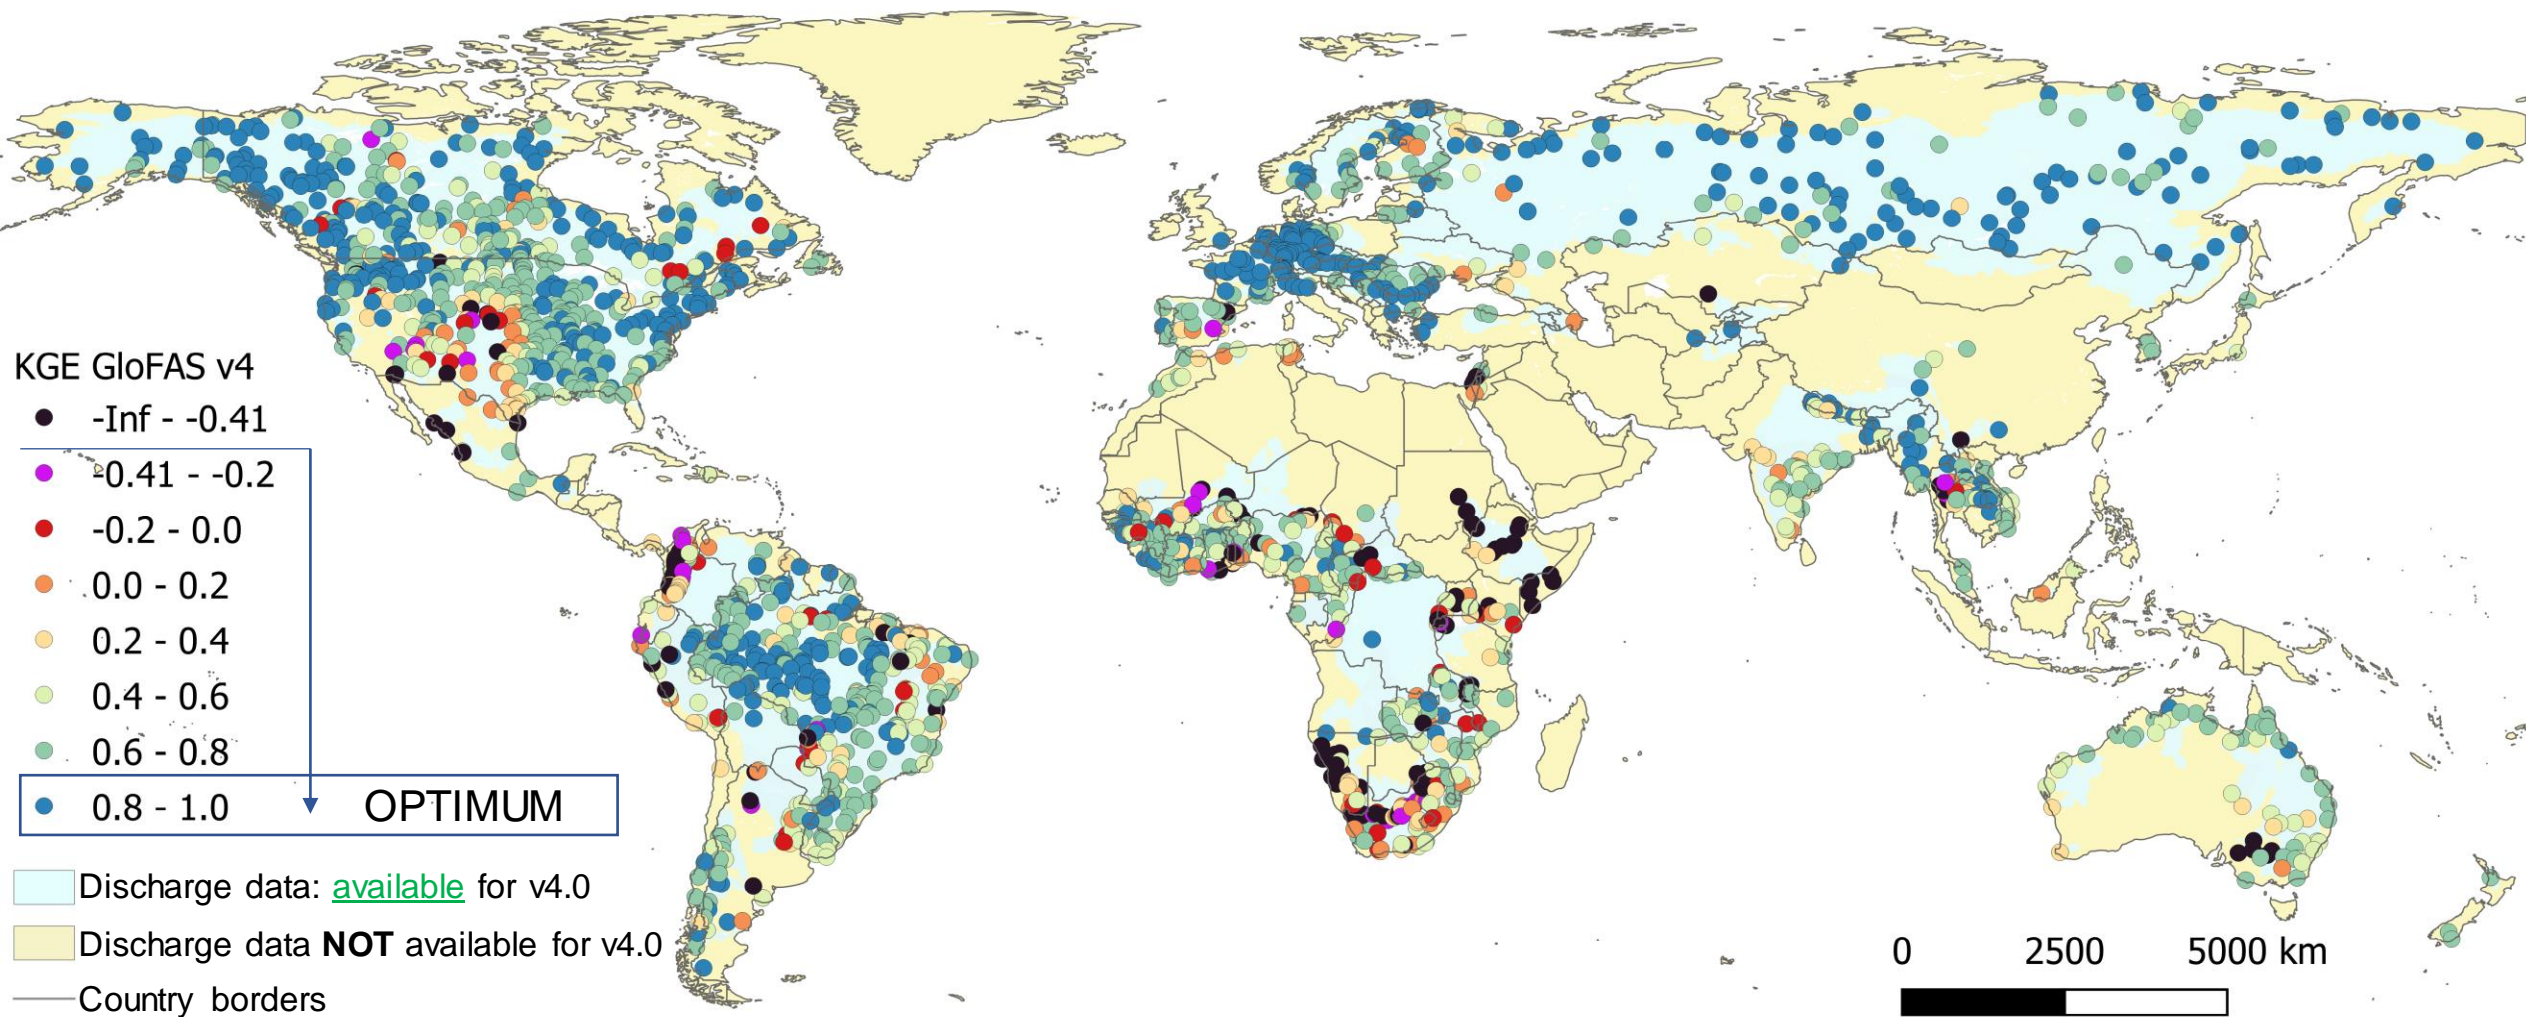 KGE GloFAS v4
-Inf - -0.41
-0.41 - -0.2
-0.2 - 0.0
0.0 - 0.2
0.2 - 0.4
0.4 - 0.6
0.6 - 0.8
0.8 - 1.0 OPTIMUM
Discharge data: available for v4.0
Discharge data NOT available for v4.0
Country borders
0 2500 5000 km